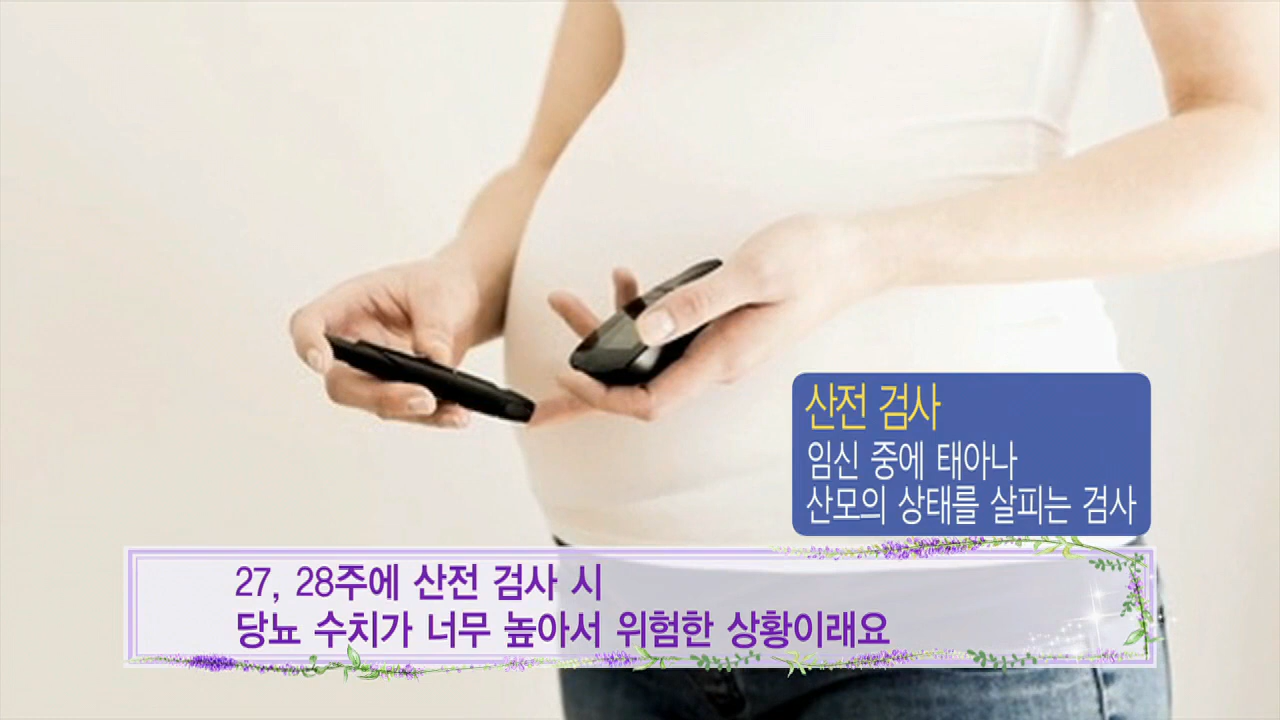 산전 검사
임신 중에 태아나
산모의 상태를 살피는 검사
27, 28주에 산전 검사 시
당뇨 수치가 너무 높아서 위험한 상황이래요